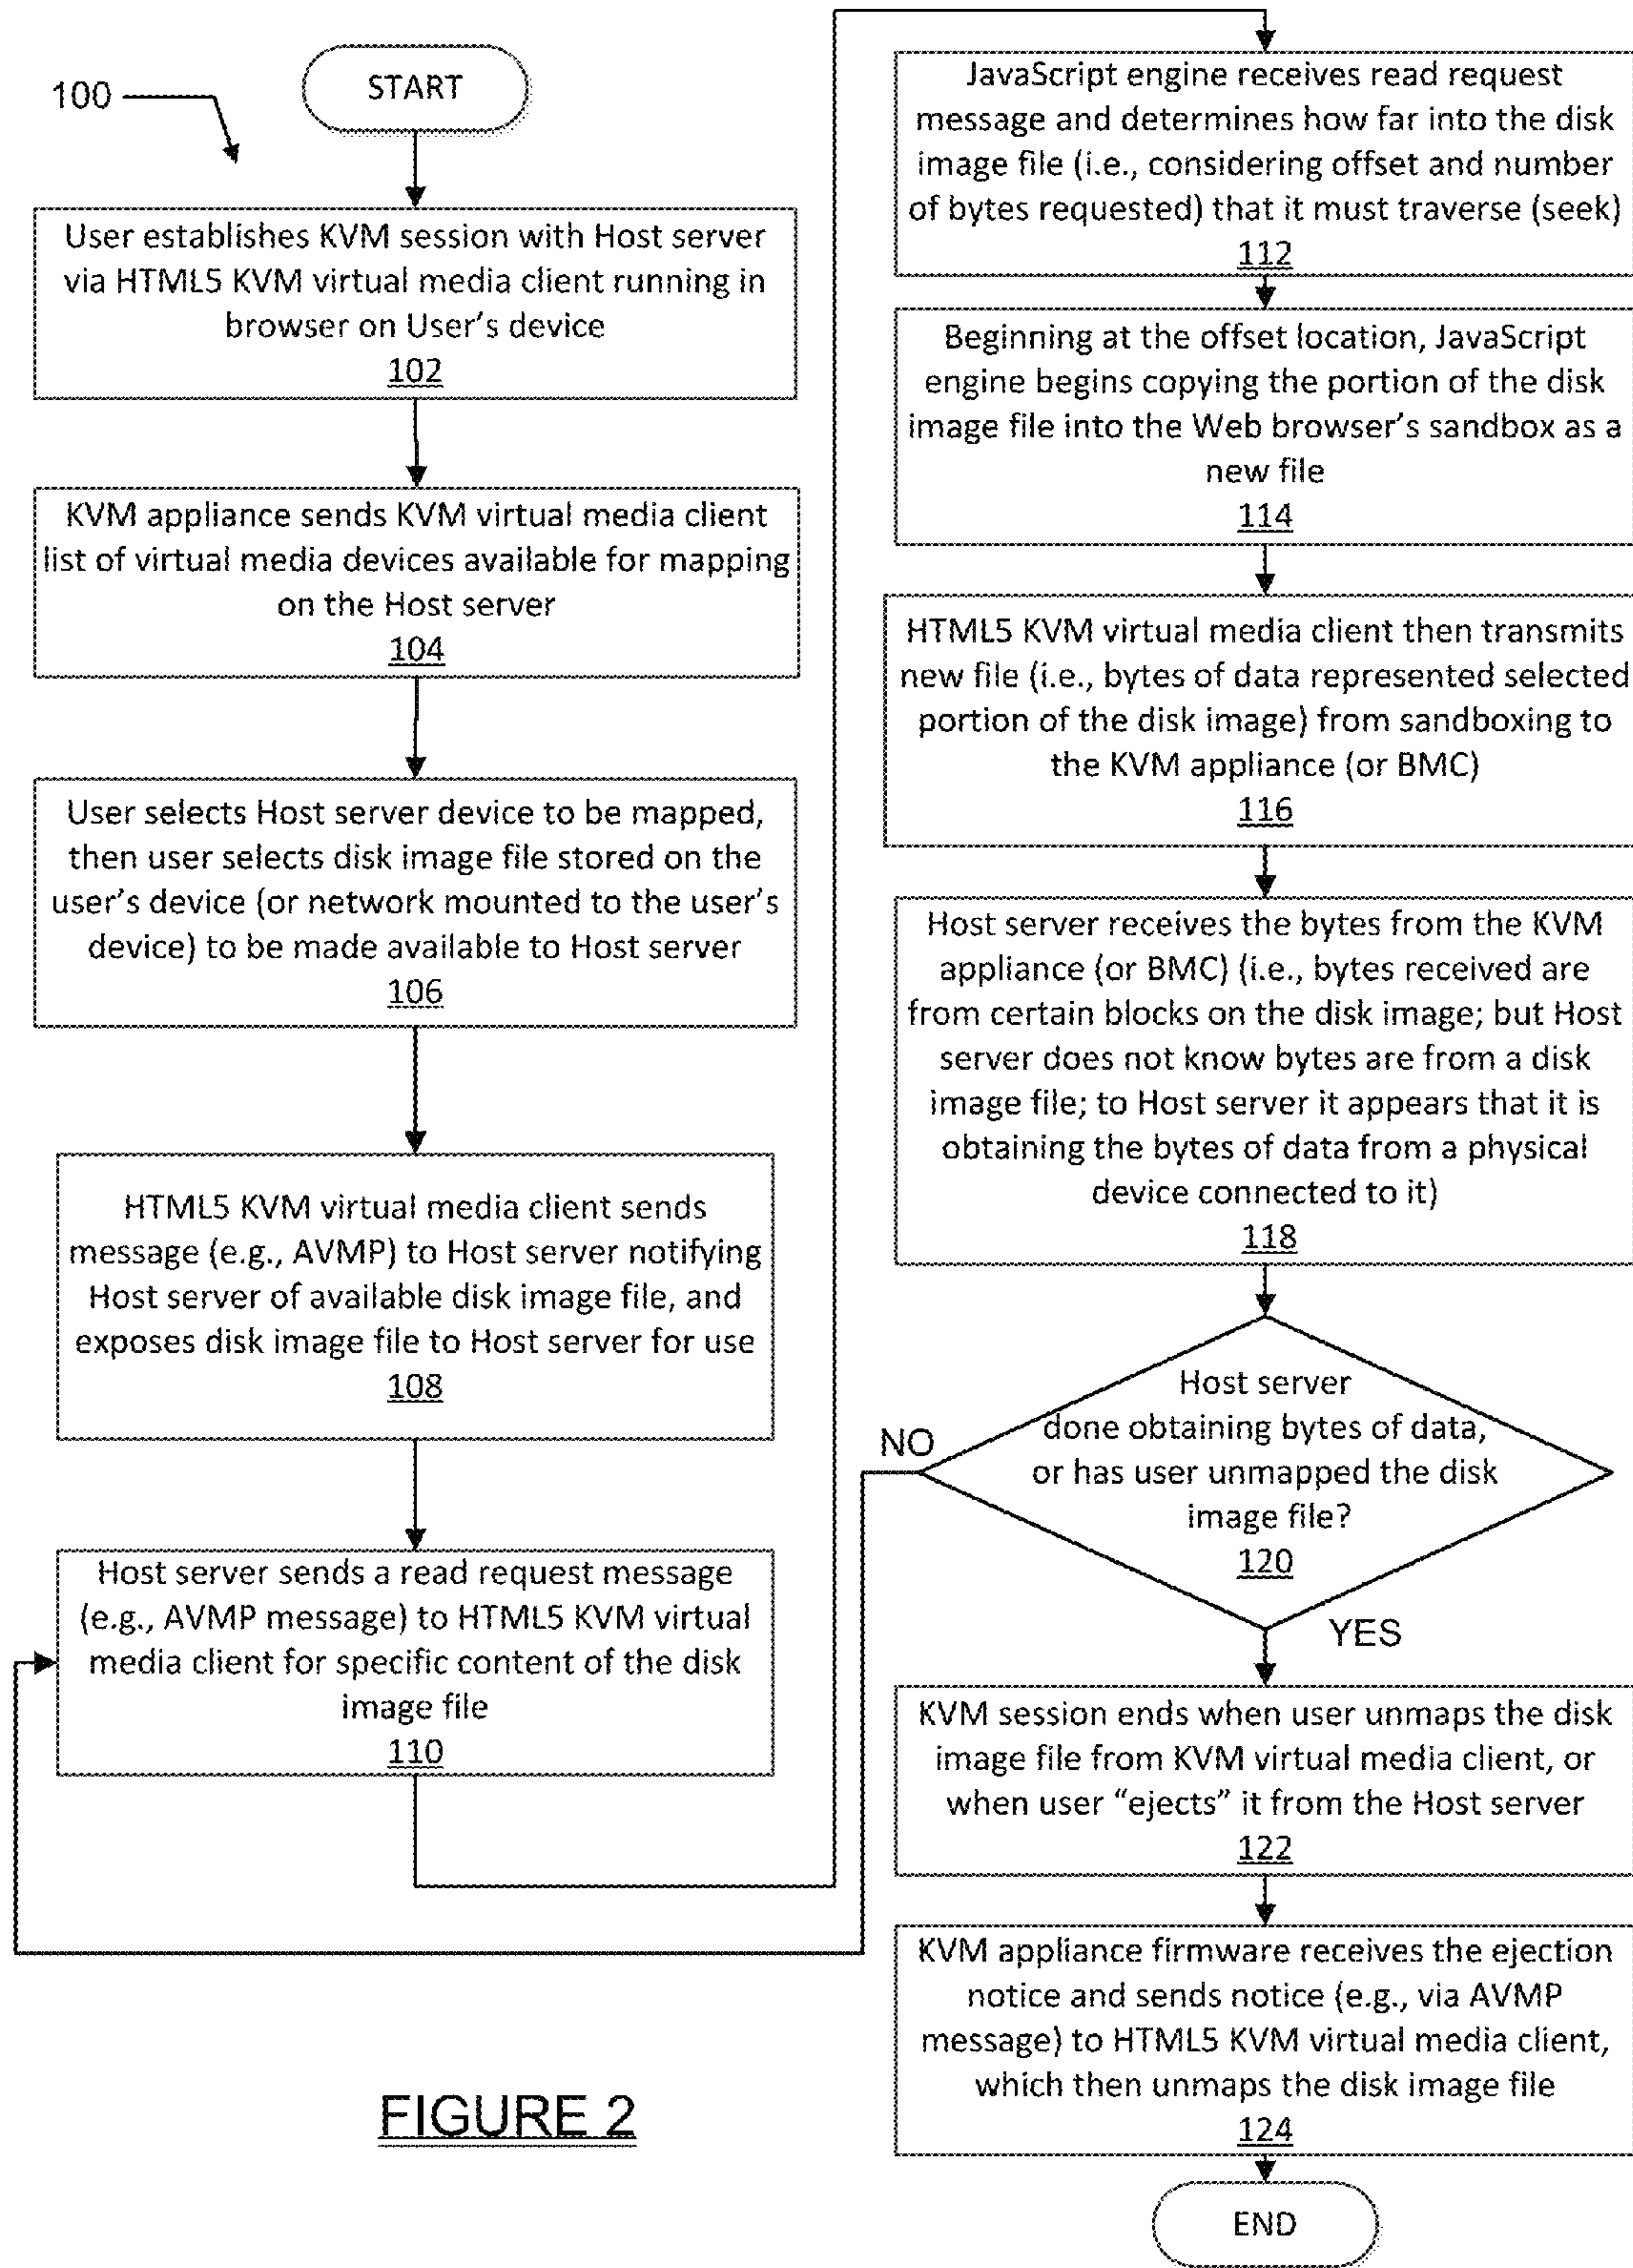 100
START
User establishes KVM session with Host server
via HTML5 KVM virtual media client running in
browser on User's device
102
KVM appliance sends KVM virtual media client
list of virtual media devices available for mapping
on the Host server
104
User selects Host server device to be mapped,
then user selects disk image file stored on the
user's device (or network mounted to the user's
device) to be made available to Host server
106
HTML5 KVM virtual media client sends
message (e.g., AVMP) to Host server notifying
Host server of available disk image file, and
exposes disk image file to Host server for use
108
Host server sends a read request message
(e.g., AVMP message) to HTML5 KVM virtual
media client for specific content of the disk
image file
110
JavaScript engine receives read request
message and determines how far into the disk
image file (i.e., considering offset and number
of bytes requested) that it must traverse (seek)
112
Beginning at the offset location, JavaScript
engine begins copying the portion of the disk
image file into the Web browser's sandbox as a
new file
114
HTML5 KVM virtual media client then transmits
new file (i.e., bytes of data represented selected
portion of the disk image) from sandboxing to
the KVM appliance (or BMC)
116
Host server receives the bytes from the KVM
appliance (or BMC) (i.e., bytes received are
from certain blocks on the disk image; but Host
server does not know bytes are from a disk
image file; to Host server it appears that it is
obtaining the bytes of data from a physical
device connected to it)
118
Host server
done obtaining bytes of data,
or has user unmapped the disk
image file?
120
NO
YES
KVM session ends when user unmaps the disk
image file from KVM virtual media client, or
when user “ejects” it from the Host server
122
KVM appliance firmware receives the ejection
notice and sends notice (e.g., via AVMP
message) to HTML5 KVM virtual media client,
which then unmaps the disk image file
124
END
FIGURE 2